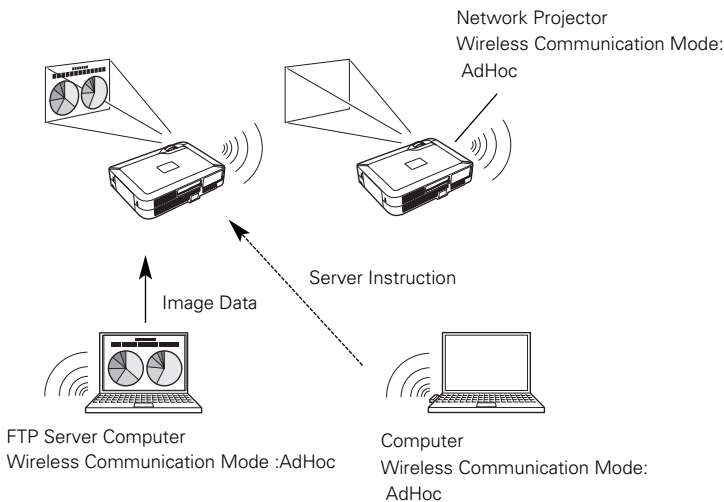 Network Projector
Wireless Communication Mode:
AdHoc
Server Instruction
Image Data
FTP Server Computer
Wireless Communication Mode :AdHoc
Computer
Wireless Communication Mode:
AdHoc